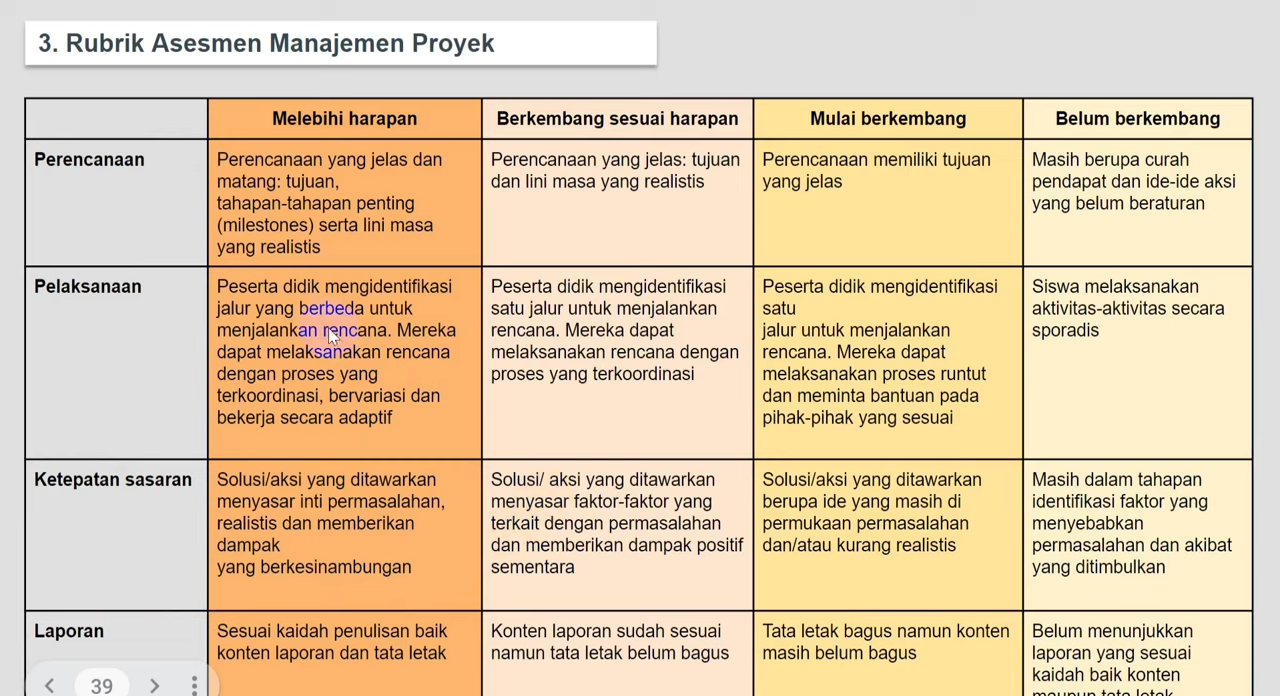 3. Rubrik Asesmen Manajemen Proyek
Melebihi harapan
Berkembang sesuai harapan
Mulai berkembang
Belum berkembang
Perencanaan
Perencanaan yang jelas dan
matang: tujuan,
tahapan-tahapan penting
(milestones) serta lini masa
yang realistis
Perencanaan yang jelas: tujuan
dan lini masa yang realistis
Perencanaan memiliki tujuan
yang jelas
Masih berupa curah
pendapat dan ide-ide aksi
yang belum beraturan
Pelaksanaan
Peserta didik mengidentifikasi
jalur yang berbeda untuk
menjalankan rencana. Mereka
dapat melaksanakan rencana
dengan proses yang
terkoordinasi, bervariasi dan
bekerja secara adaptif
Peserta didik mengidentifikasi
satu jalur untuk menjalankan
rencana. Mereka dapat
melaksanakan rencana dengan
proses yang terkoordinasi
Peserta didik mengidentifikasi
satu
jalur untuk menjalankan
rencana. Mereka dapat
melaksanakan proses runtut
dan meminta bantuan pada
pihak-pihak yang sesuai
Siswa melaksanakan
aktivitas-aktivitas secara
sporadis
Ketepatan sasaran
Solusi/aksi yang ditawarkan
menyasar inti permasalahan,
realistis dan memberikan
dampak
yang berkesinambungan
Solusi/ aksi yang ditawarkan
menyasar faktor-faktor yang
terkait dengan permasalahan
dan memberikan dampak positif
sementara
Solusi/aksi yang ditawarkan
berupa ide yang masih di
permukaan permasalahan
dan/atau kurang realistis
Masih dalam tahapan
identifikasi faktor yang
menyebabkan
permasalahan dan akibat
yang ditimbulkan
Laporan
Sesuai kaidah penulisan baik
konten laporan dan tata letak
Konten laporan sudah sesuai
namun tata letak belum bagus
Tata letak bagus namun konten
masih belum bagus
Belum menunjukkan
laporan yang sesuai
kaidah baik konten
maupun tata letak
39